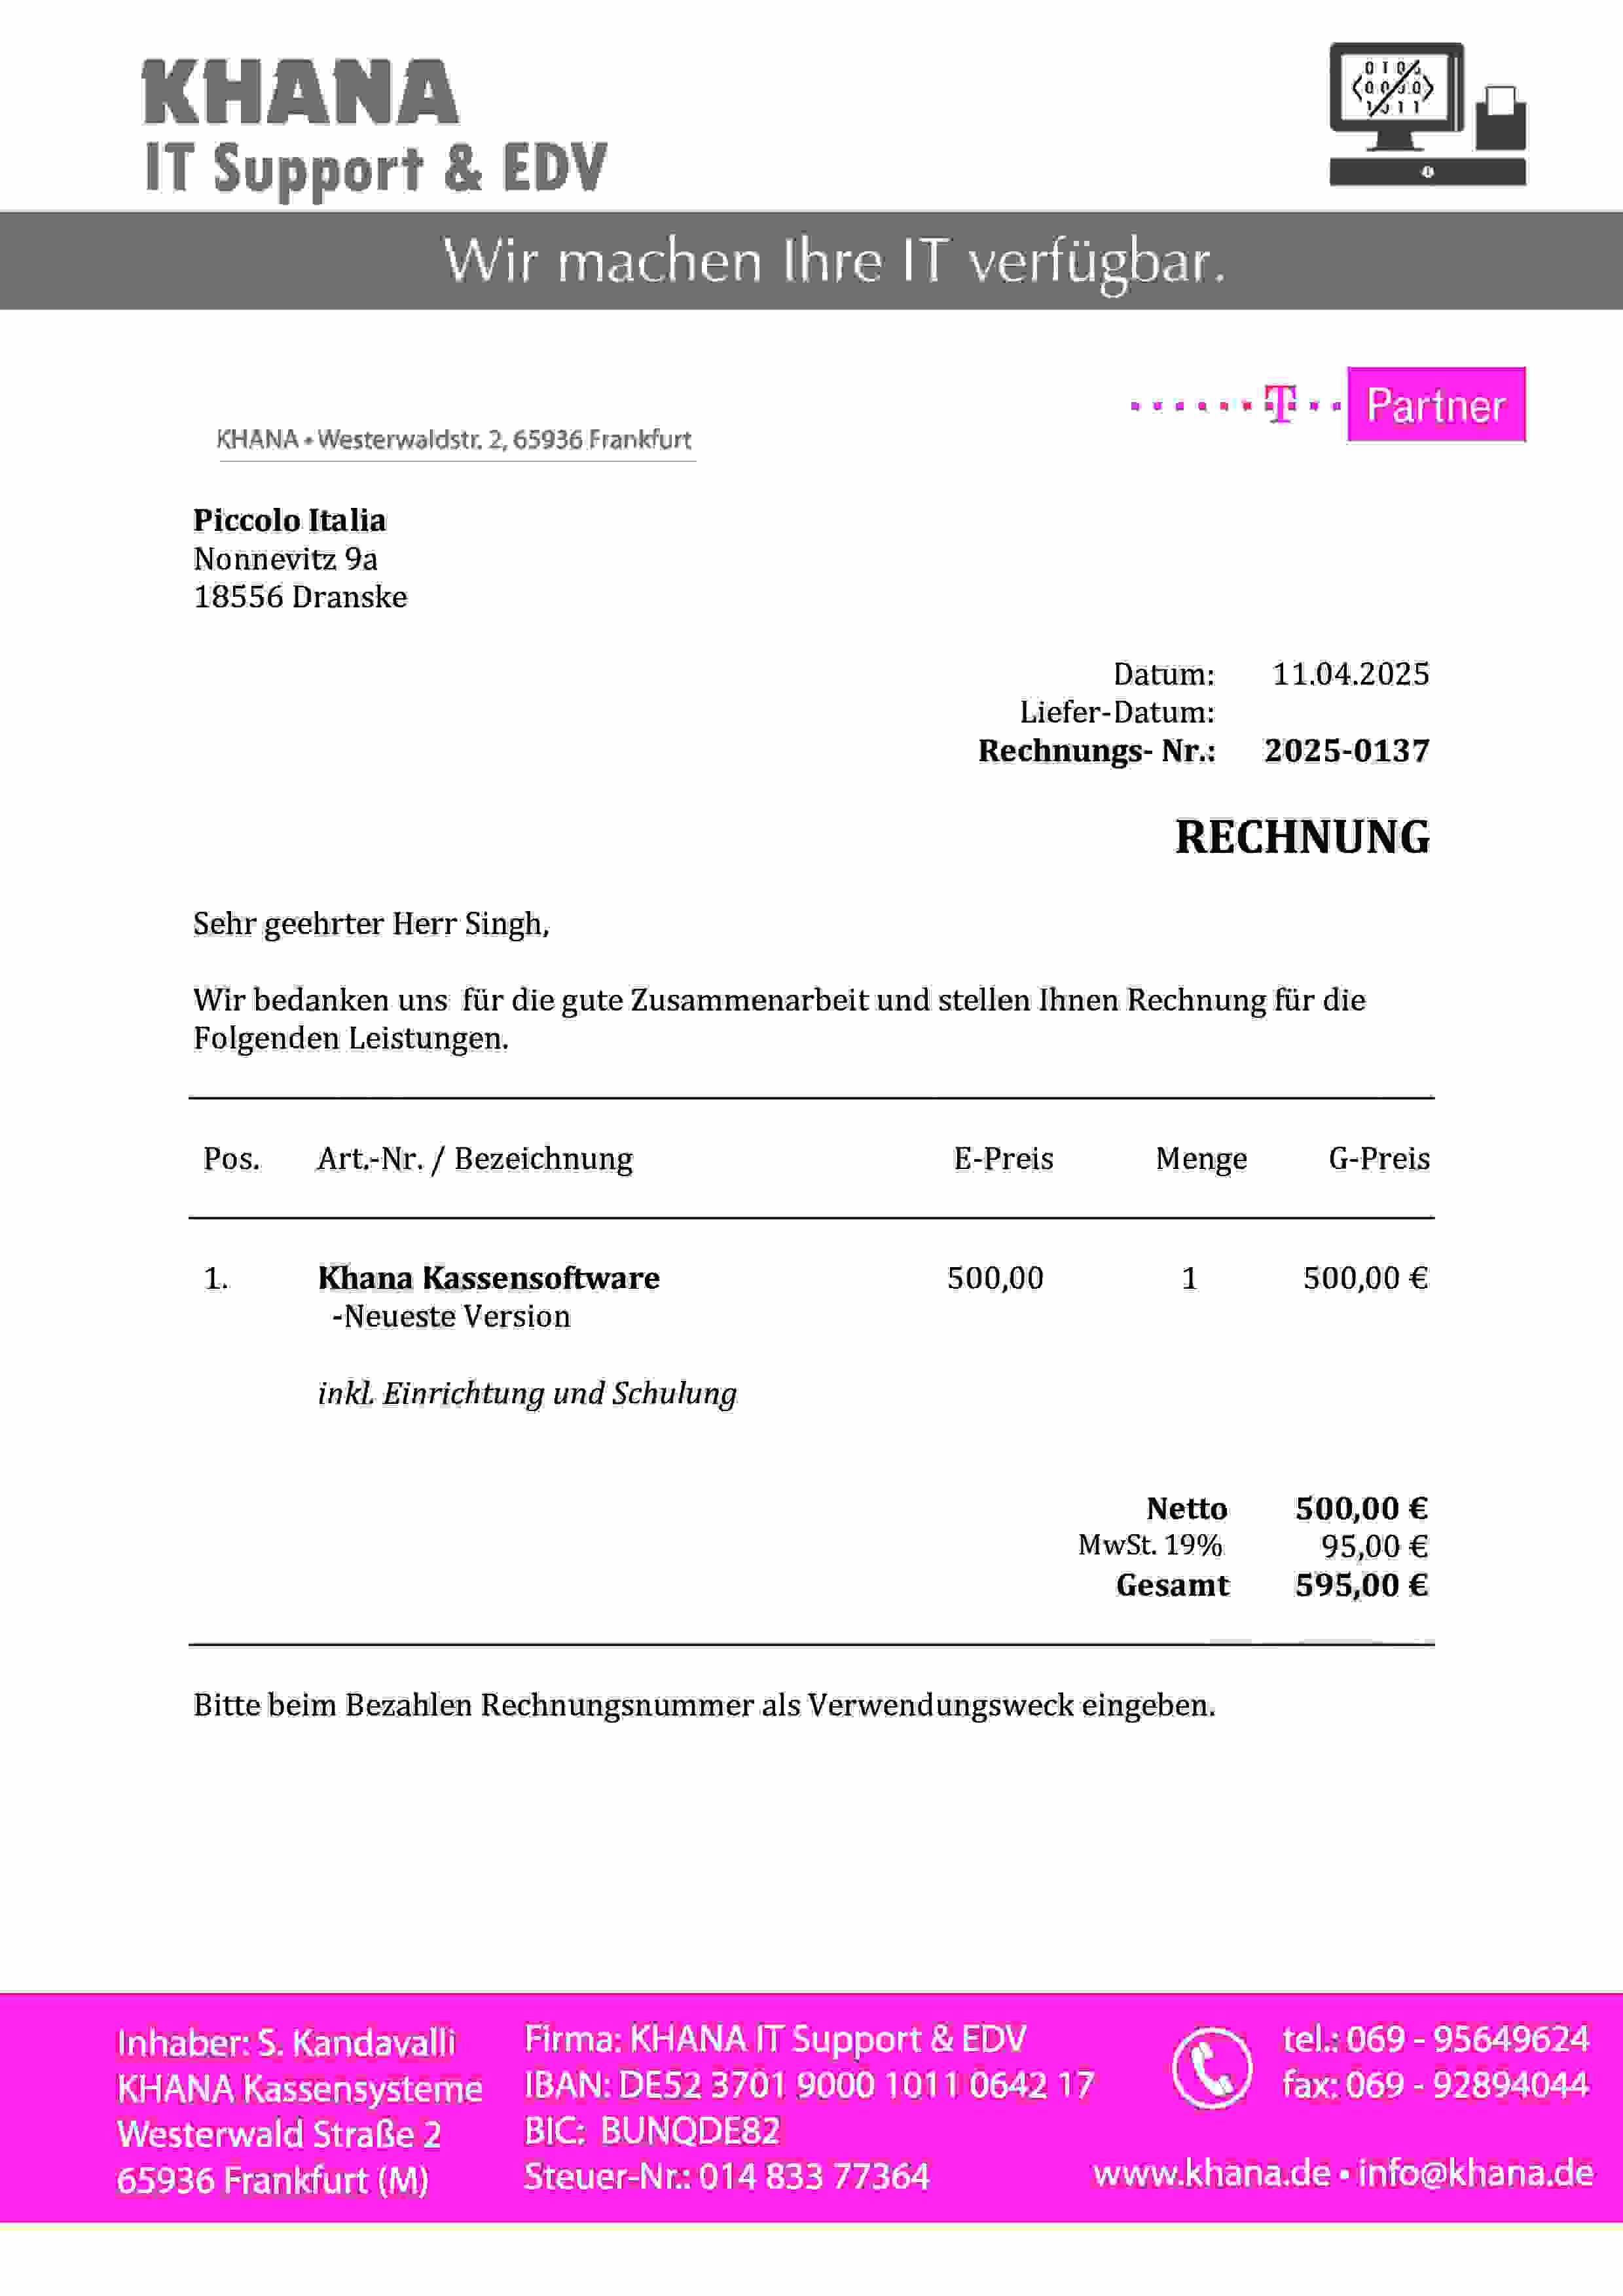 KHANA
IT Support & EDV
Wir machen Ihre IT verfügbar.
T Partner
KHANA • Westerwaldstr. 2, 65936 Frankfurt
Piccolo Italia
Nonnevitz 9a
18556 Dranske
Datum: 11.04.2025
Liefer-Datum:
Rechnungs- Nr.: 2025-0137
RECHNUNG
Sehr geehrter Herr Singh,
Wir bedanken uns für die gute Zusammenarbeit und stellen Ihnen Rechnung für die
Folgenden Leistungen.
Pos. Art.-Nr. / Bezeichnung E-Preis Menge G-Preis
1. Khana Kassensoftware 500,00 1 500,00 €
-Neueste Version
inkl. Einrichtung und Schulung
Netto 500,00 €
MwSt. 19% 95,00 €
Gesamt 595,00 €
Bitte beim Bezahlen Rechnungsnummer als Verwendungsweck eingeben.
Inhaber: S. Kandavalli
KHANA Kassensysteme
Westerwald Straße 2
65936 Frankfurt (M)
Firma: KHANA IT Support & EDV
IBAN: DE52 3701 9000 1011 0642 17
BIC: BUNQDE82
Steuer-Nr.: 014 833 77364
tel.: 069 - 95649624
fax: 069 - 92894044
www.khana.de • info@khana.de